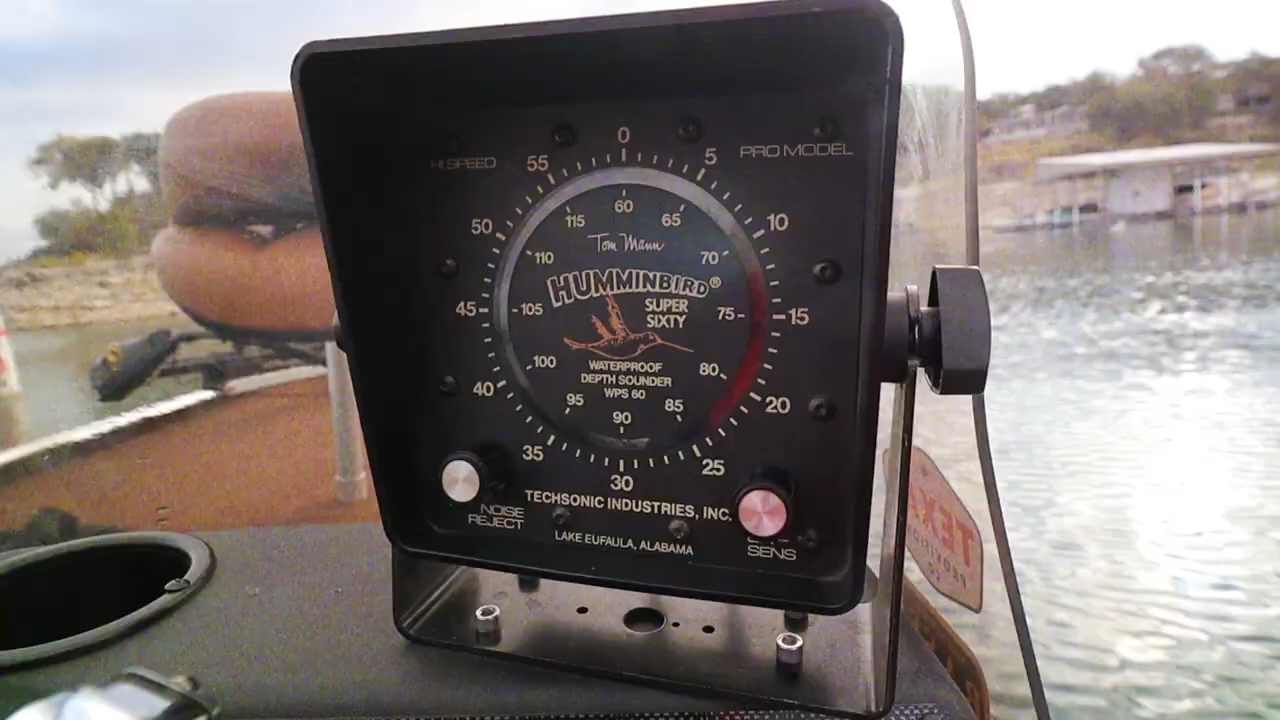 HI SPEED
PRO MODEL
0
5
10
15
20
25
30
35
40
45
50
55
60
65
70
75
80
85
90
95
100
105
110
115
Tom Mann
HUMMINBIRD®
SUPER
SIXTY
WATERPROOF
DEPTH SOUNDER
WPS 60
NOISE
REJECT
TECHSONIC INDUSTRIES, INC.
LAKE EUFAULA, ALABAMA
SENS
TEX